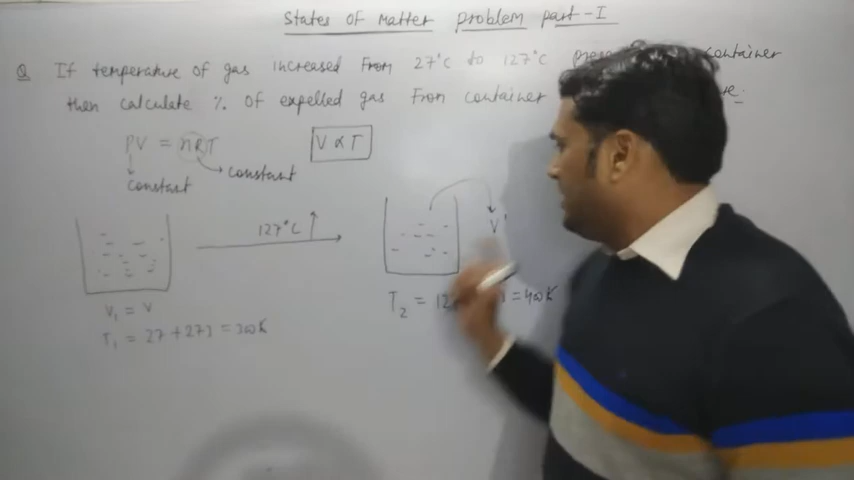 States of matter problem part-I
Q If temperature of gas increased From 27°C to 127°C container
then calculate % of expelled gas From container
PV = nRT V ∝ T
constant constant
127°C
V'
V₁ = V
T₁ = 27 + 273 = 300K
T₂ = 12 = 400K